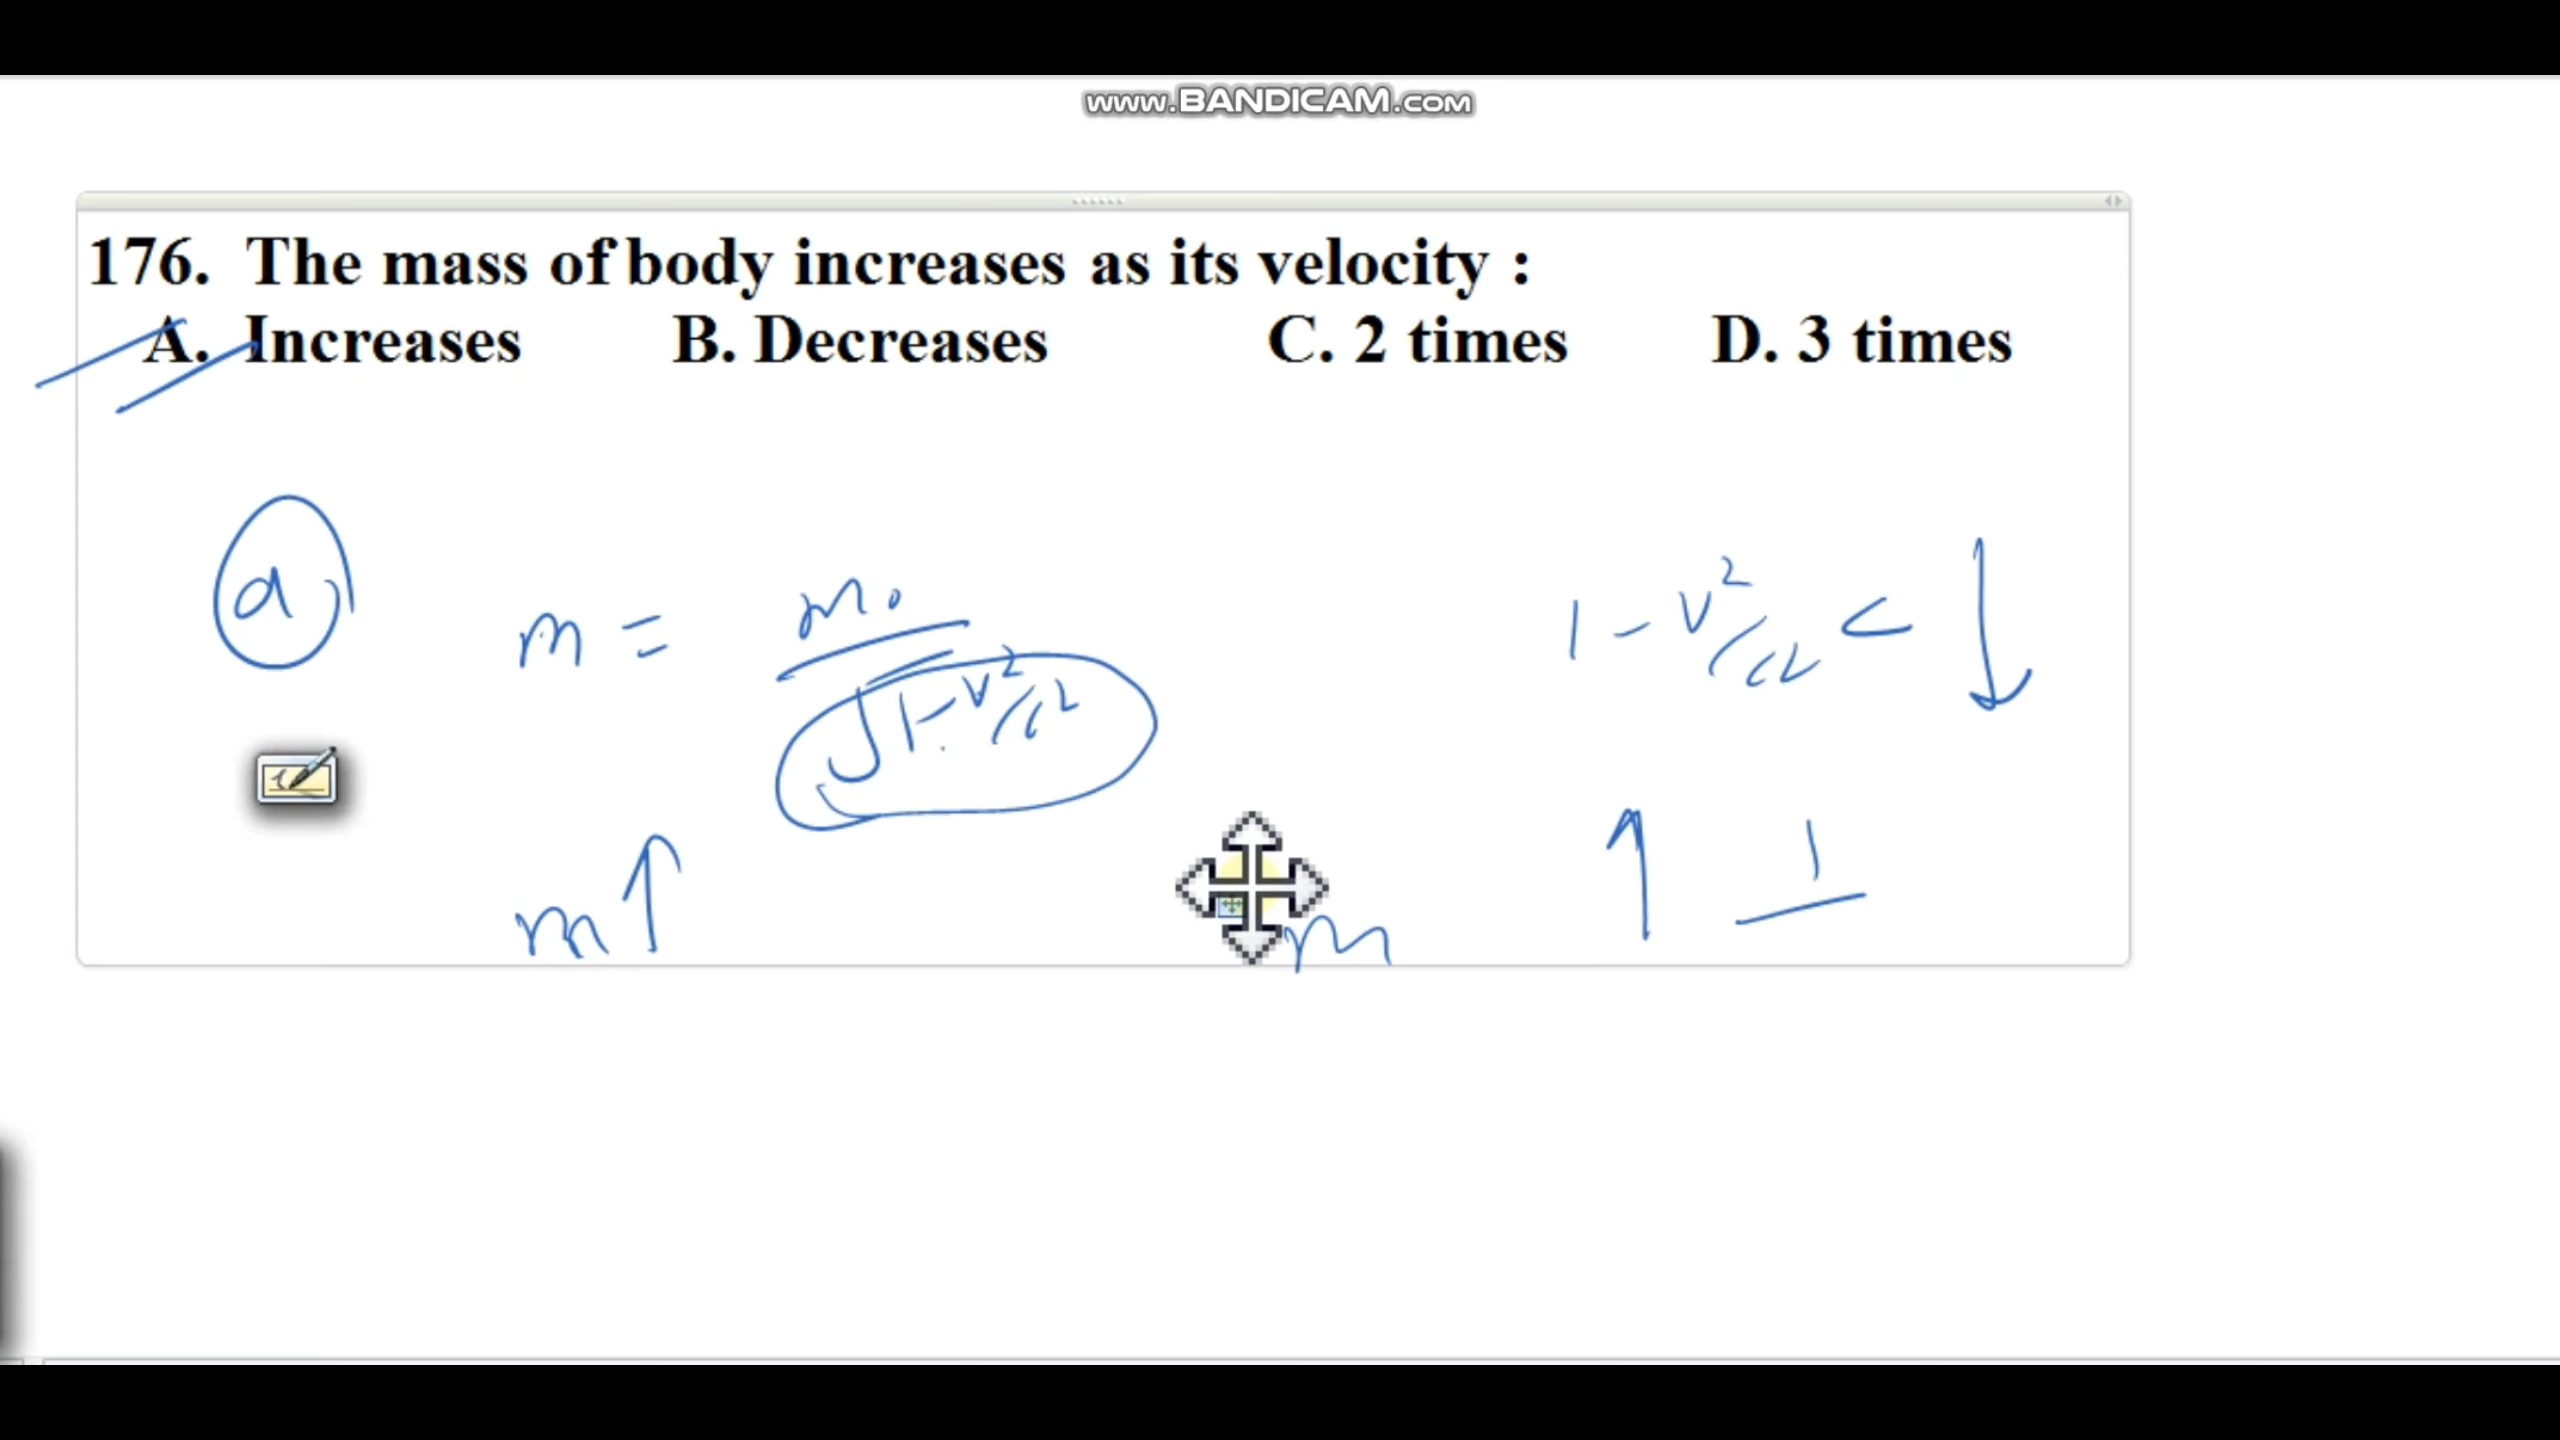 www.BANDICAM.com
176. The mass of body increases as its velocity :
A. Increases B. Decreases C. 2 times D. 3 times
a)
m = m₀ / √1-v²/c²
1 - v²/c² < ↓
m↑
m ↑ 1